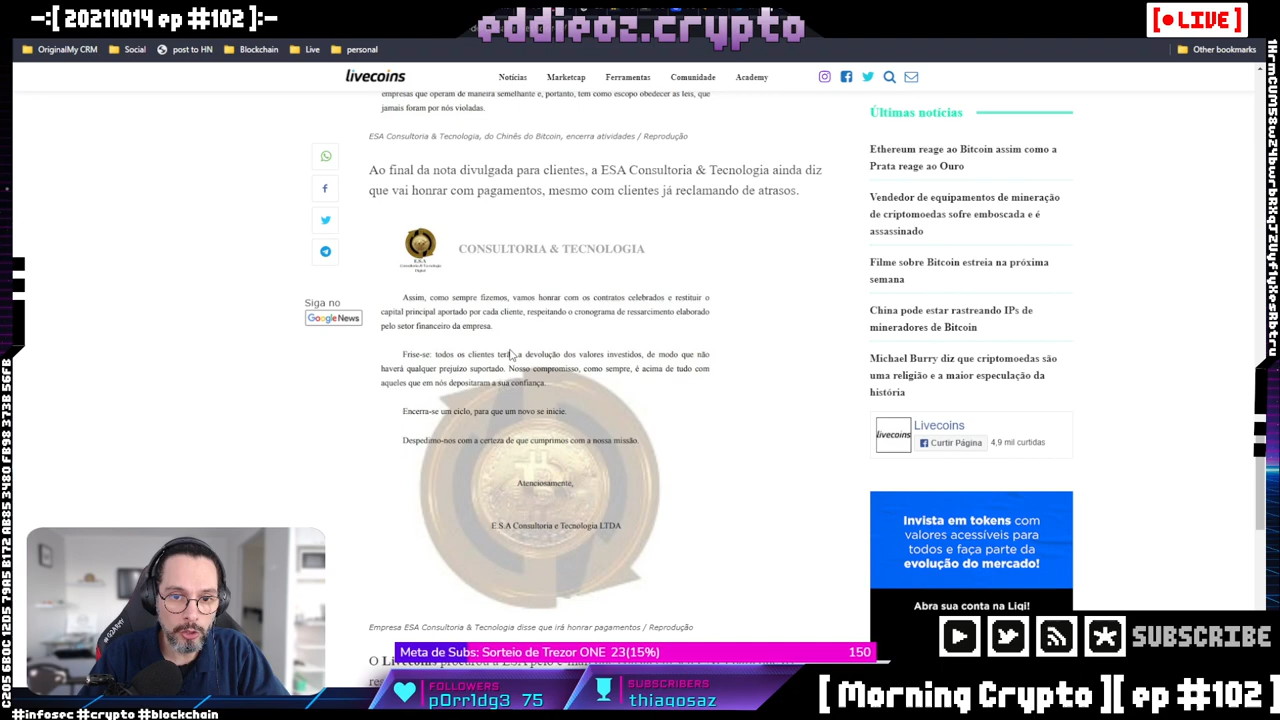 -:[ 20211014 ep #102 ]:-
eddieoz.crypto
[ LIVE ]
OriginalMy CRM
Social
post to HN
Blockchain
Live
personal
Other bookmarks
livecoins
Notícias
Marketcap
Ferramentas
Comunidade
Academy
empresas que operam de maneira semelhante e, portanto, tem como escopo obedecer as leis, que
jamais foram por nós violadas.
ESA Consultoria & Tecnologia, do Chinês do Bitcoin, encerra atividades / Reprodução
Ao final da nota divulgada para clientes, a ESA Consultoria & Tecnologia ainda diz
que vai honrar com pagamentos, mesmo com clientes já reclamando de atrasos.
CONSULTORIA & TECNOLOGIA
E.S.A
Consultoria & Tecnologia
Digital
Siga no
Google News
Assim, como sempre fizemos, vamos honrar com os contratos celebrados e restituir o
capital principal aportado por cada cliente, respeitando o cronograma de ressarcimento elaborado
pelo setor financeiro da empresa.
Frise-se: todos os clientes terá a devolução dos valores investidos, de modo que não
haverá qualquer prejuízo suportado. Nosso compromisso, como sempre, é acima de tudo com
aqueles que em nós depositaram a sua confiança.
Encerra-se um ciclo, para que um novo se inicie.
Despedimo-nos com a certeza de que cumprimos com a nossa missão.
Atenciosamente,
E.S.A Consultoria e Tecnologia LTDA
Empresa ESA Consultoria & Tecnologia disse que irá honrar pagamentos / Reprodução
O Livecoins procurou a ESA pelo e-mail
Últimas notícias
Ethereum reage ao Bitcoin assim como a
Prata reage ao Ouro
Vendedor de equipamentos de mineração
de criptomoedas sofre emboscada e é
assassinado
Filme sobre Bitcoin estreia na próxima
semana
China pode estar rastreando IPs de
mineradores de Bitcoin
Michael Burry diz que criptomoedas são
uma religião e a maior especulação da
história
livecoins
Livecoins
Curtir Página
4,9 mil curtidas
Invista em tokens com
valores acessíveis para
todos e faça parte da
evolução do mercado!
Abra sua conta na Liqi!
Meta de Subs: Sorteio de Trezor ONE 23(15%)
150
FOLLOWERS
p0rr1dg3 75
SUBSCRIBERS
thiagosaz
SUBSCRIBE
[ Morning Crypto ] ep #102 ]
#infosec #crypto #blockchain